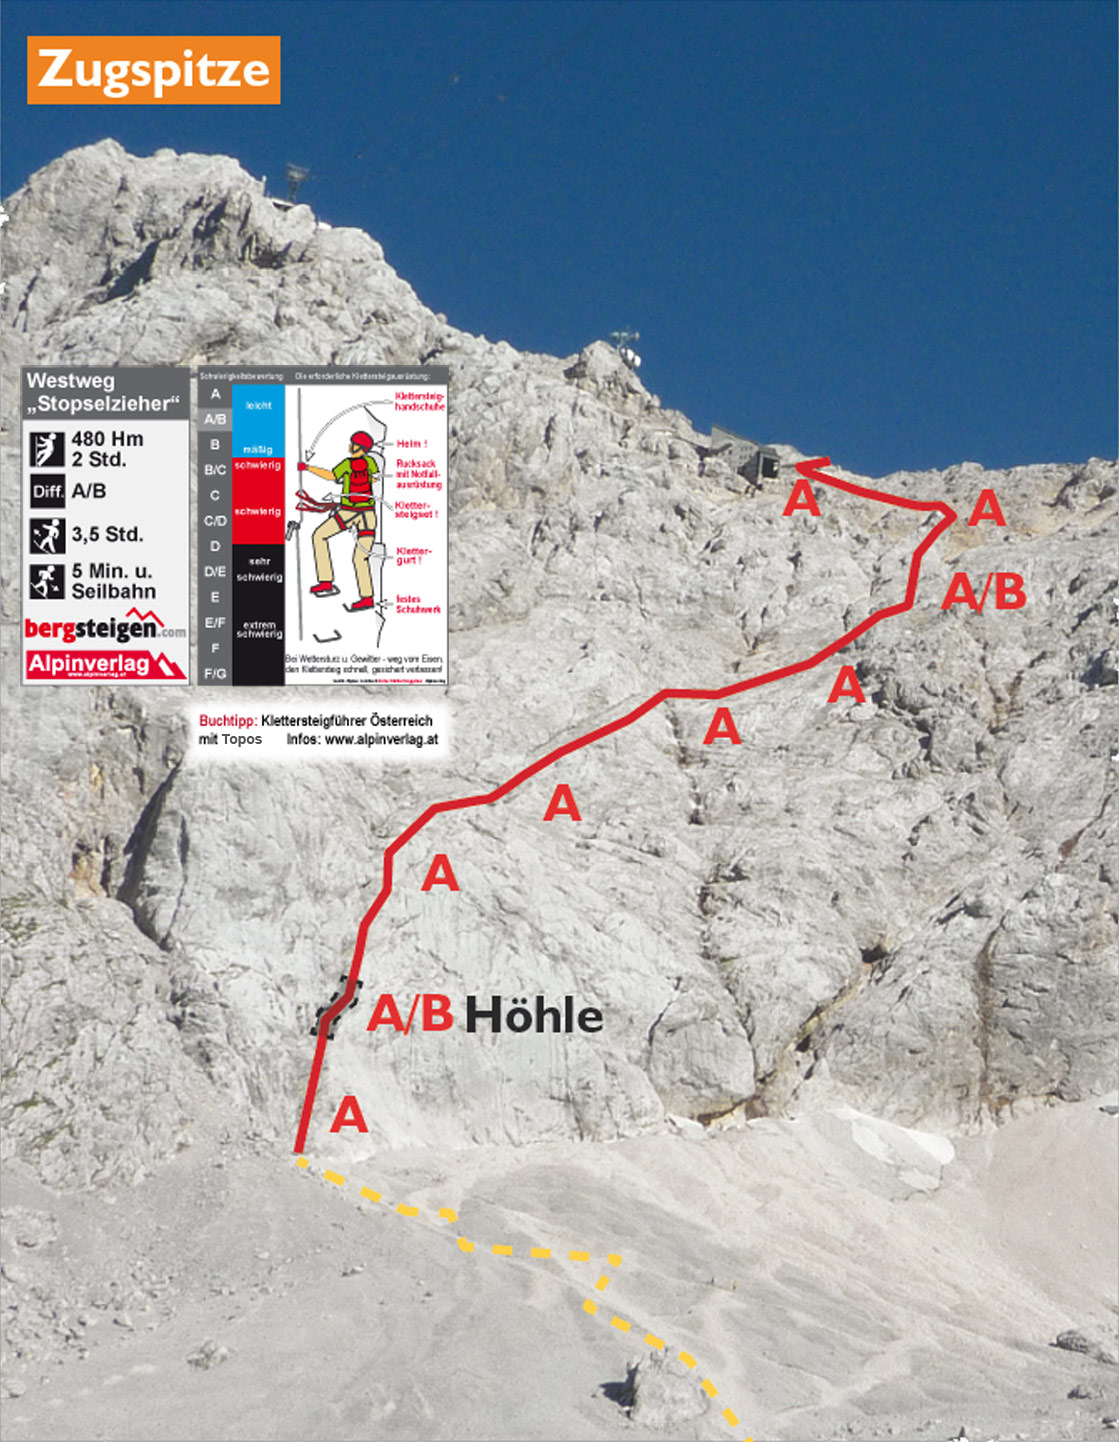 Zugspitze
Westweg
„Stopselzieher“
480 Hm
2 Std.
Diff. A/B
3,5 Std.
5 Min. u.
Seilbahn
bergsteigen.com
Alpinverlag
www.alpinverlag.at
Schwierigkeitsbewertung
Die erforderliche Klettersteigausrüstung:
A
A/B
B
B/C
C
C/D
D
D/E
E
E/F
F
F/G
leicht
mäßig
schwierig
schwierig
sehr
schwierig
extrem
schwierig
Klettersteig-
handschuhe
Helm !
Rucksack
mit Notfall-
ausrüstung
Kletter-
steigset !
Kletter-
gurt !
festes
Schuhwerk
Bei Wettersturz u. Gewitter - weg vom Eisen,
den Klettersteig schnell, gesichert verlassen!
Buchtipp: Klettersteigführer Österreich
mit Topos Infos: www.alpinverlag.at
A
A
A/B
A
A
A
A
A/B Höhle
A